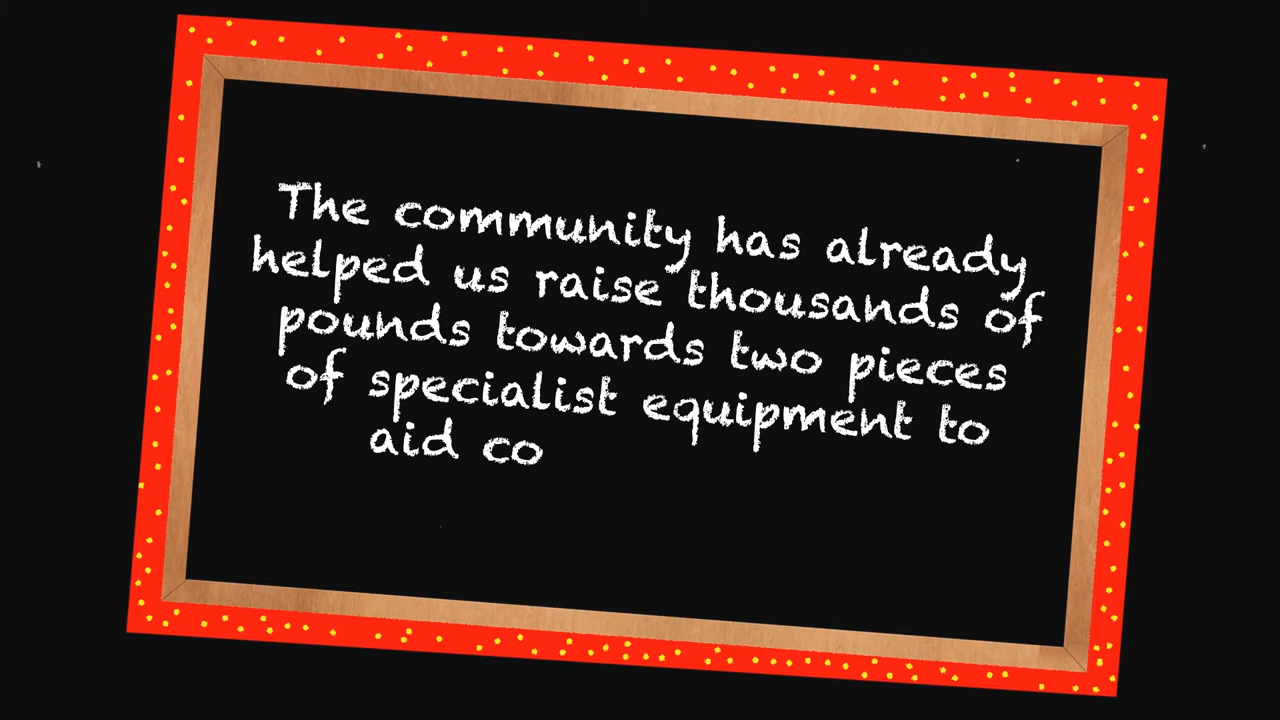 The community has already
helped us raise thousands of
pounds towards two pieces
of specialist equipment to
aid co